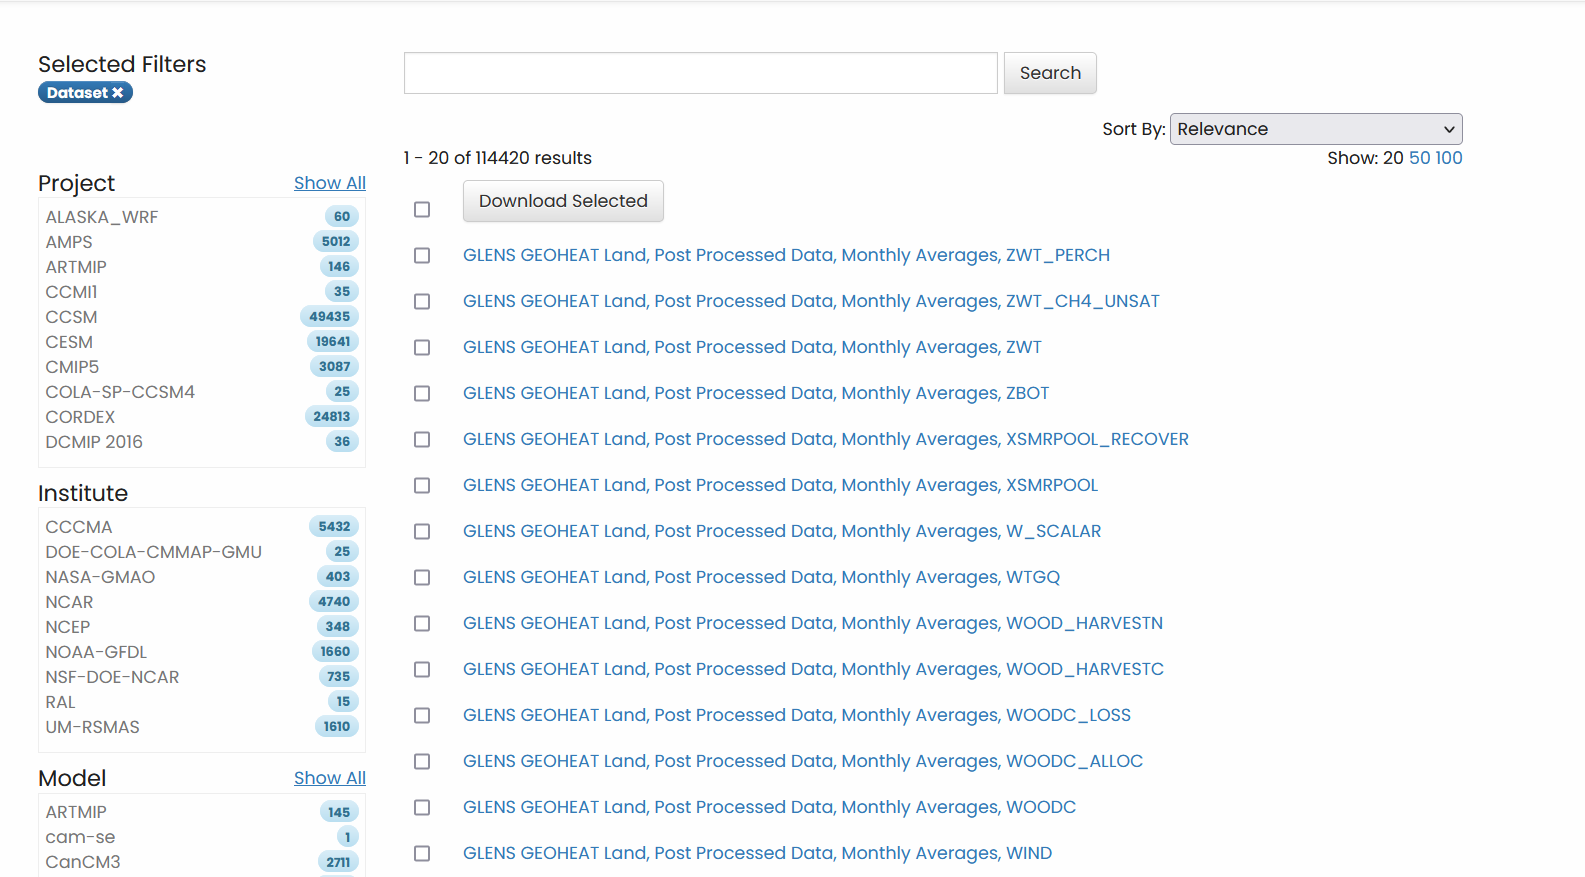 Selected Filters
Dataset ✖
Search
Sort By: Relevance
1 - 20 of 114420 results
Show: 20 50 100
Project Show All
ALASKA_WRF 60
AMPS 5012
ARTMIP 146
CCMI1 35
CCSM 49435
CESM 19641
CMIP5 3087
COLA-SP-CCSM4 25
CORDEX 24813
DCMIP 2016 36
Institute
CCCMA 5432
DOE-COLA-CMMAP-GMU 25
NASA-GMAO 403
NCAR 4740
NCEP 348
NOAA-GFDL 1660
NSF-DOE-NCAR 735
RAL 15
UM-RSMAS 1610
Model Show All
ARTMIP 145
cam-se 1
CanCM3 2711
Download Selected
GLENS GEOHEAT Land, Post Processed Data, Monthly Averages, ZWT_PERCH
GLENS GEOHEAT Land, Post Processed Data, Monthly Averages, ZWT_CH4_UNSAT
GLENS GEOHEAT Land, Post Processed Data, Monthly Averages, ZWT
GLENS GEOHEAT Land, Post Processed Data, Monthly Averages, ZBOT
GLENS GEOHEAT Land, Post Processed Data, Monthly Averages, XSMRPOOL_RECOVER
GLENS GEOHEAT Land, Post Processed Data, Monthly Averages, XSMRPOOL
GLENS GEOHEAT Land, Post Processed Data, Monthly Averages, W_SCALAR
GLENS GEOHEAT Land, Post Processed Data, Monthly Averages, WTGQ
GLENS GEOHEAT Land, Post Processed Data, Monthly Averages, WOOD_HARVESTN
GLENS GEOHEAT Land, Post Processed Data, Monthly Averages, WOOD_HARVESTC
GLENS GEOHEAT Land, Post Processed Data, Monthly Averages, WOODC_LOSS
GLENS GEOHEAT Land, Post Processed Data, Monthly Averages, WOODC_ALLOC
GLENS GEOHEAT Land, Post Processed Data, Monthly Averages, WOODC
GLENS GEOHEAT Land, Post Processed Data, Monthly Averages, WIND